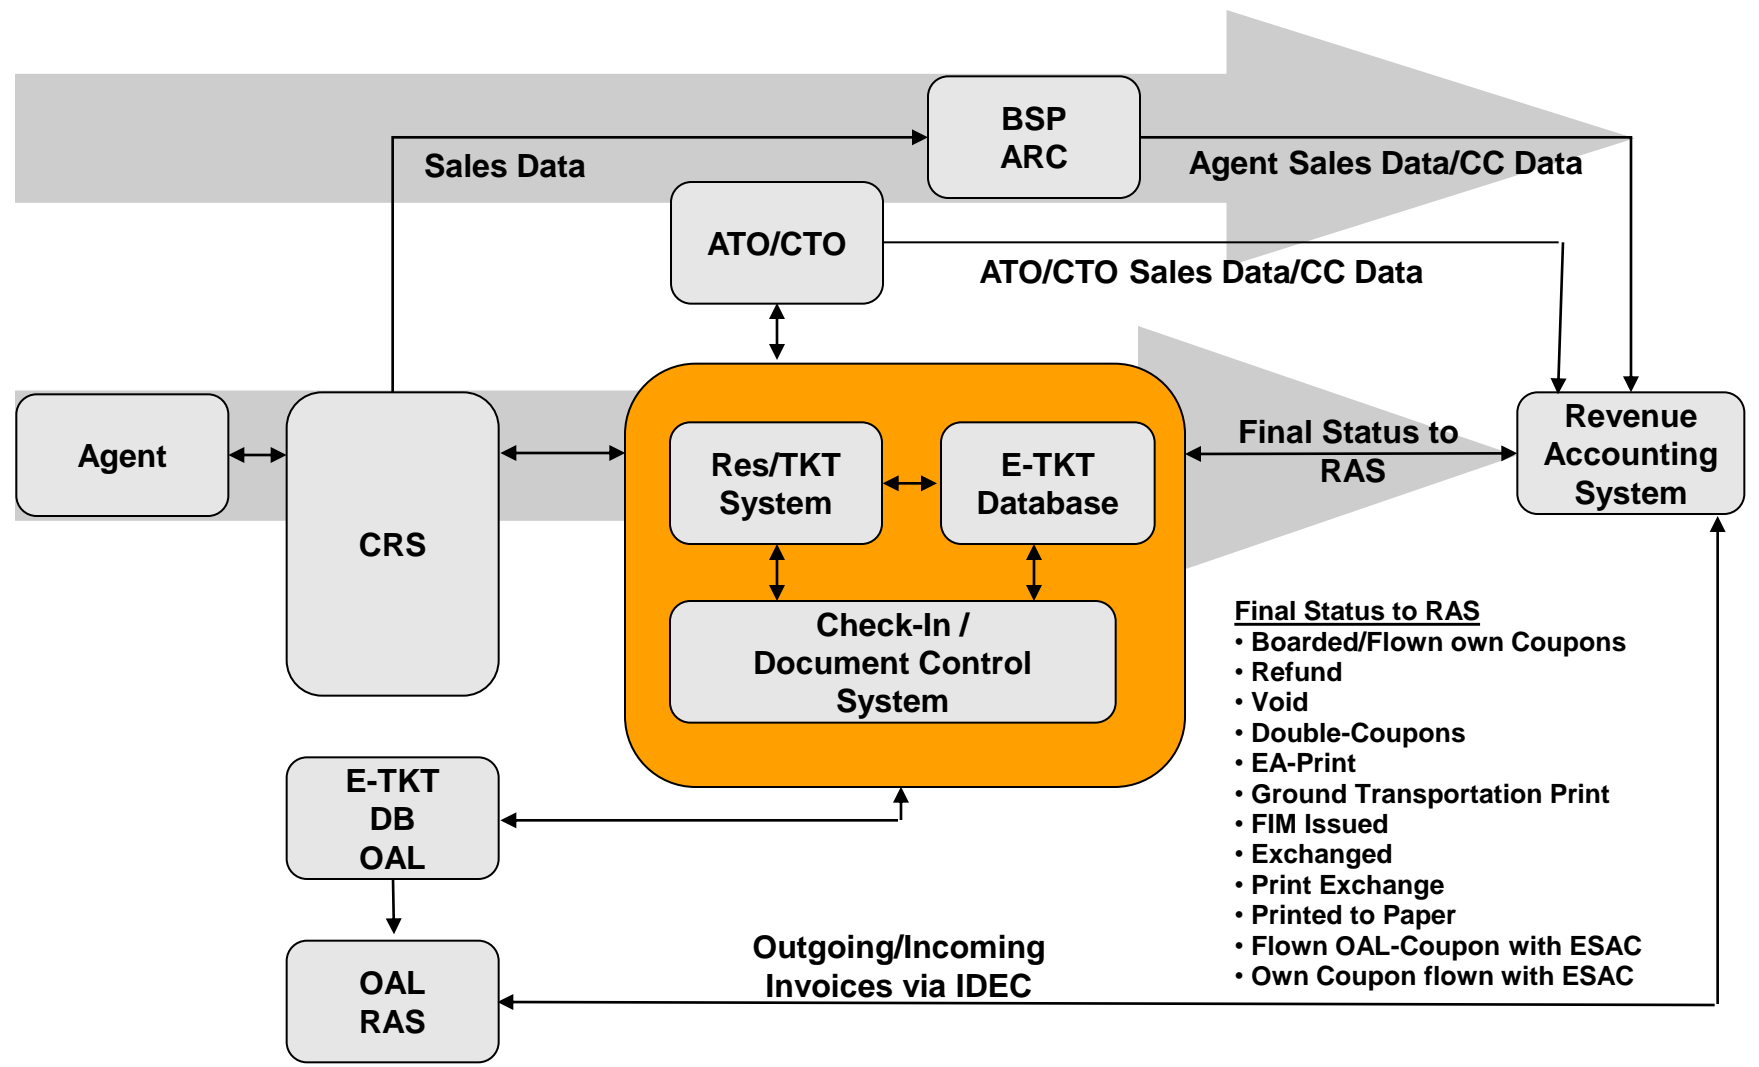 BSP
ARC
Sales Data
Agent Sales Data/CC Data
ATO/CTO
ATO/CTO Sales Data/CC Data
Agent
CRS
Res/TKT
System
E-TKT
Database
Check-In /
Document Control
System
Final Status to
RAS
Revenue
Accounting
System
Final Status to RAS
• Boarded/Flown own Coupons
• Refund
• Void
• Double-Coupons
• EA-Print
• Ground Transportation Print
• FIM Issued
• Exchanged
• Print Exchange
• Printed to Paper
• Flown OAL-Coupon with ESAC
• Own Coupon flown with ESAC
E-TKT
DB
OAL
OAL
RAS
Outgoing/Incoming
Invoices via IDEC